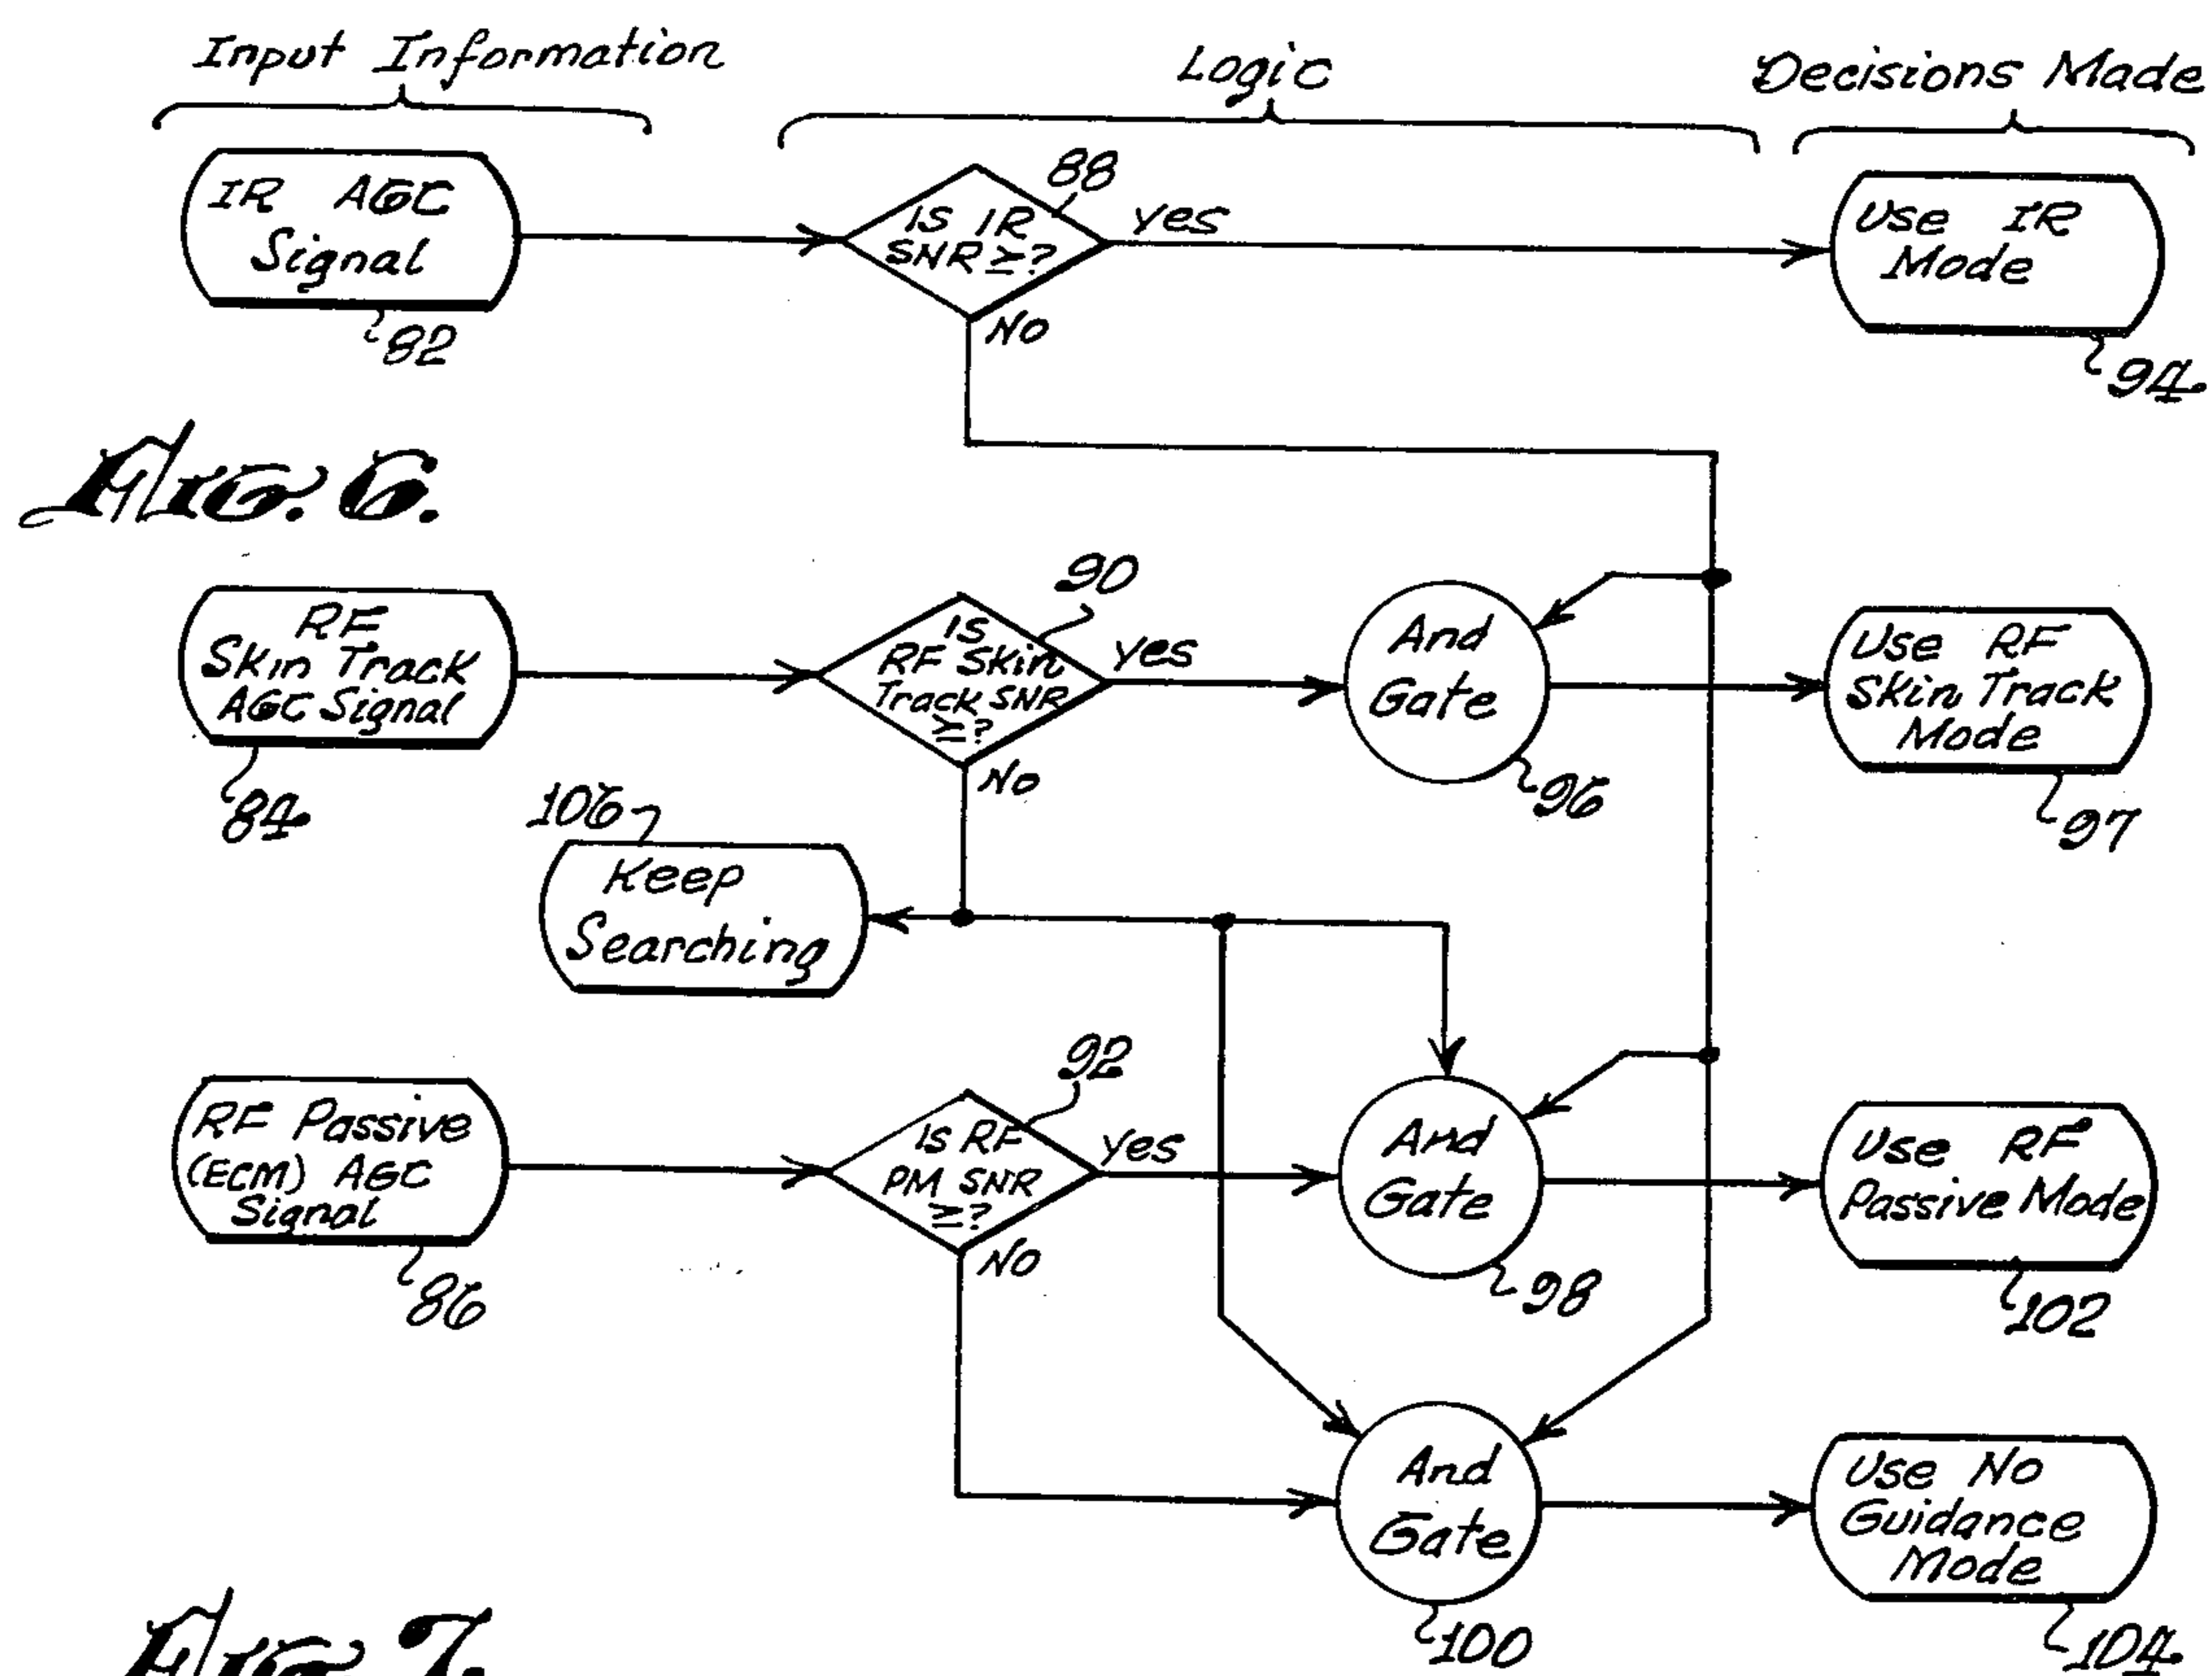 Input Information
Logic
Decisions Made
IR AGC
Signal
82
IS IR
SNR ≥?
88
yes
No
Use IR
Mode
94
Fig. 6.
RF
Skin Track
AGC Signal
84
IS
RF Skin
Track SNR
≥?
90
yes
No
And
Gate
96
Use RF
Skin Track
Mode
97
106
Keep
Searching
RF Passive
(ECM) AGC
Signal
86
IS RF
PM SNR
≥?
92
yes
No
And
Gate
98
Use RF
Passive Mode
102
And
Gate
100
Use No
Guidance
Mode
104
Fig. 7.